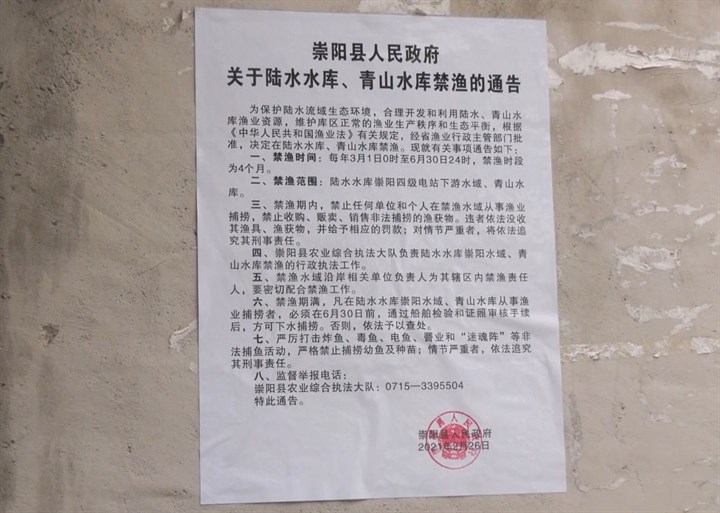 崇阳县人民政府
关于陆水水库、青山水库禁渔的通告
为保护陆水流域生态环境，合理开发和利用陆水、青山水
库渔业资源，维护库区正常的渔业生产秩序和生态平衡，根据
《中华人民共和国渔业法》有关规定，经省渔业行政主管部门批
准，决定在陆水水库、青山水库禁渔。现就有关事项通告如下：
一、禁渔时间：每年3月1日0时至6月30日24时，禁渔时段
为4个月。
二、禁渔范围：陆水水库崇阳四级电站下游水域、青山水
库。
三、禁渔期内，禁止任何单位和个人在禁渔水域从事渔业
捕捞，禁止收购、贩卖、销售非法捕捞的渔获物。违者依法没收
其渔具、渔获物，并给予相应的罚款；对情节严重者，将依法追
究其刑事责任。
四、崇阳县农业综合执法大队负责陆水水库崇阳水域、青
山水库禁渔的行政执法工作。
五、禁渔水域沿岸相关单位负责人为其辖区内禁渔责任
人，要密切配合禁渔工作。
六、禁渔期满，凡在陆水水库崇阳水域、青山水库从事渔
业捕捞者，必须在6月30日前，通过船舶检验和证照审核手续
后，方可下水捕捞。否则，依法予以查处。
七、严厉打击炸鱼、毒鱼、电鱼、罾业和“迷魂阵”等非
法捕鱼活动，严格禁止捕捞幼鱼及种苗；情节严重者，依法追究
其刑事责任。
八、监督举报电话：
崇阳县农业综合执法大队：0715—3395504
特此通告。
崇阳县人民政府
2021年2月26日